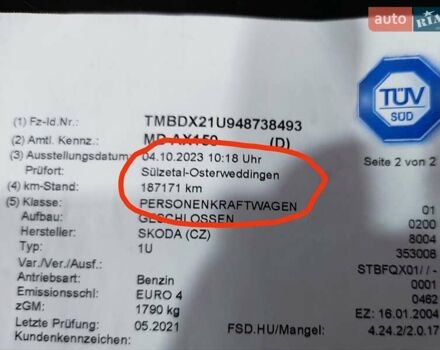 auto RIA
TÜV
SÜD
(1) Fz-Id.Nr.: TMBDX21U948738493
(2) Amtl. Kennz.: MD AX150 (D)
(3) Ausstellungsdatum: 04.10.2023 10:18 Uhr
Seite 2 von 2
Prüfort: Sülzetal-Osterweddingen
(4) km-Stand: 187171 km
(5) Klasse: PERSONENKRAFTWAGEN 01
Aufbau: GESCHLOSSEN 0200
Hersteller: SKODA (CZ) 8004
Typ: 1U 353008
Var./Ver./Ausf.: STBFQX01/ / -
Antriebsart: Benzin 0001
Emissionsschl.: EURO 4 0462
zGM: 1790 kg EZ: 16.01.2004
Letzte Prüfung: 05.2021 FSD.HU/Mangel: 4.24.2/2.0.17
Kundenkennzeichen: